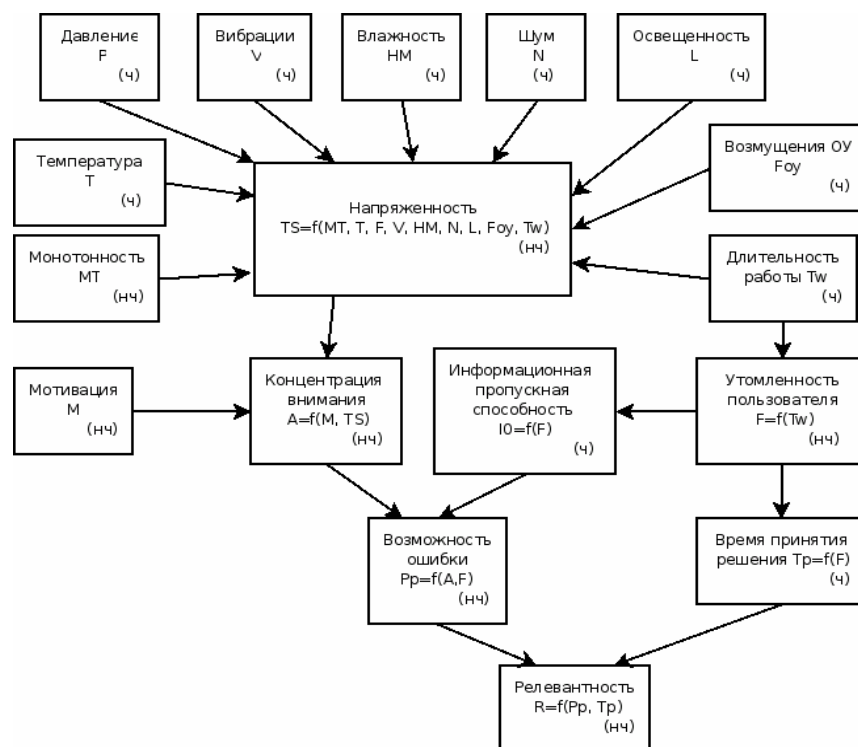 Давление
F
(ч)
Вибрации
V
(ч)
Влажность
HM
(ч)
Шум
N
(ч)
Освещенность
L
(ч)
Температура
T
(ч)
Возмущения ОУ
Foy
(ч)
Напряженность
TS=f(MT, T, F, V, HM, N, L, Foy, Tw)
(нч)
Монотонность
MT
(нч)
Длительность
работы Tw
(ч)
Мотивация
M
(нч)
Концентрация
внимания
A=f(M, TS)
(нч)
Информационная
пропускная
способность
I0=f(F)
(ч)
Утомленность
пользователя
F=f(Tw)
(нч)
Возможность
ошибки
Pp=f(A,F)
(нч)
Время принятия
решения Tp=f(F)
(ч)
Релевантность
R=f(Pp, Tp)
(нч)